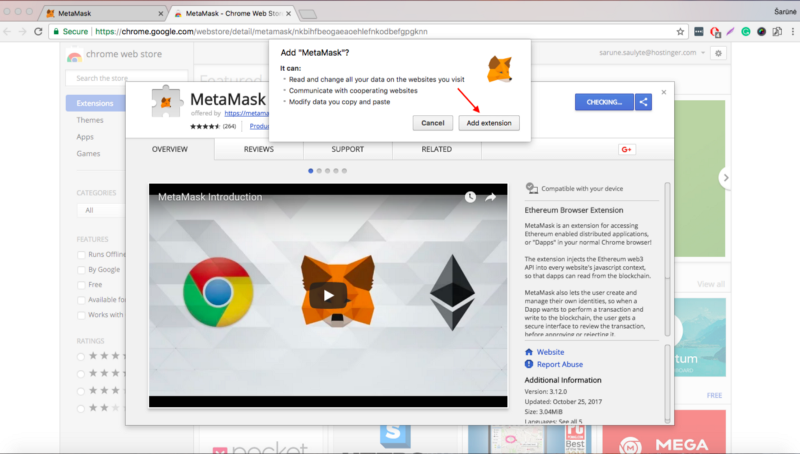 MetaMask
MetaMask - Chrome Web Stor
Šarūnė
Secure
https://chrome.google.com/webstore/detail/metamask/nkbihfbeogaeaoehlefnkodbefgpgknn
chrome web store
sarune.saulyte@hostinger.com
Search the store
Featured
Extensions
Themes
Apps
Games
CATEGORIES
All
FEATURES
Runs Offline
By Google
Free
Available for
Works with
RATINGS
Add "MetaMask"?
It can:
• Read and change all your data on the websites you visit
• Communicate with cooperating websites
• Modify data you copy and paste
Cancel
Add extension
MetaMask
offered by https://metama
(264)
Produ
CHECKING...
OVERVIEW
REVIEWS
SUPPORT
RELATED
G+
MetaMask Introduction
Compatible with your device
Ethereum Browser Extension
MetaMask is an extension for accessing
Ethereum enabled distributed applications,
or "Dapps" in your normal Chrome browser!
The extension injects the Ethereum web3
API into every website's javascript context,
so that dapps can read from the blockchain.
MetaMask also lets the user create and
manage their own identities, so when a
Dapp wants to perform a transaction and
write to the blockchain, the user gets a
secure interface to review the transaction,
before approving or rejecting it.
Website
Report Abuse
Additional Information
Version: 3.12.0
Updated: October 25, 2017
Size: 3.04MiB
Languages: See all 5
View all
tum
FREE
pocket
Best
MEGA